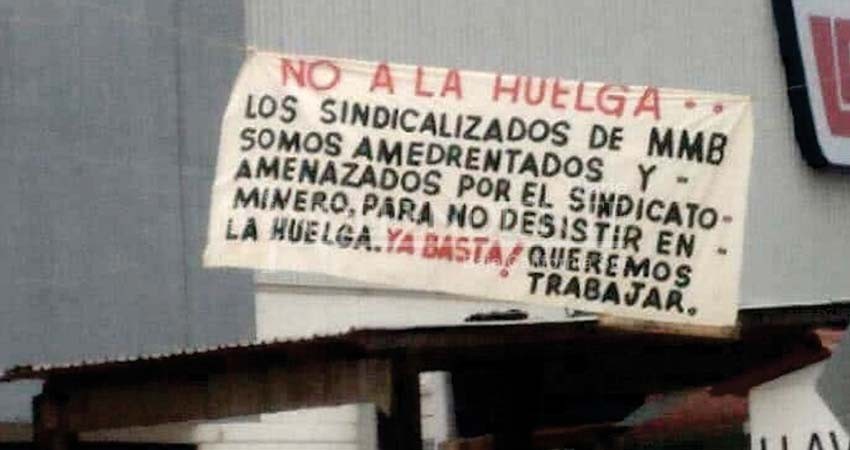 NO A LA HUELGA..
LOS SINDICALIZADOS DE MMB
SOMOS AMEDRENTADOS Y -
AMENAZADOS POR EL SINDICATO-
MINERO, PARA NO DESISTIR EN -
LA HUELGA. YA BASTA! QUEREMOS
TRABAJAR.